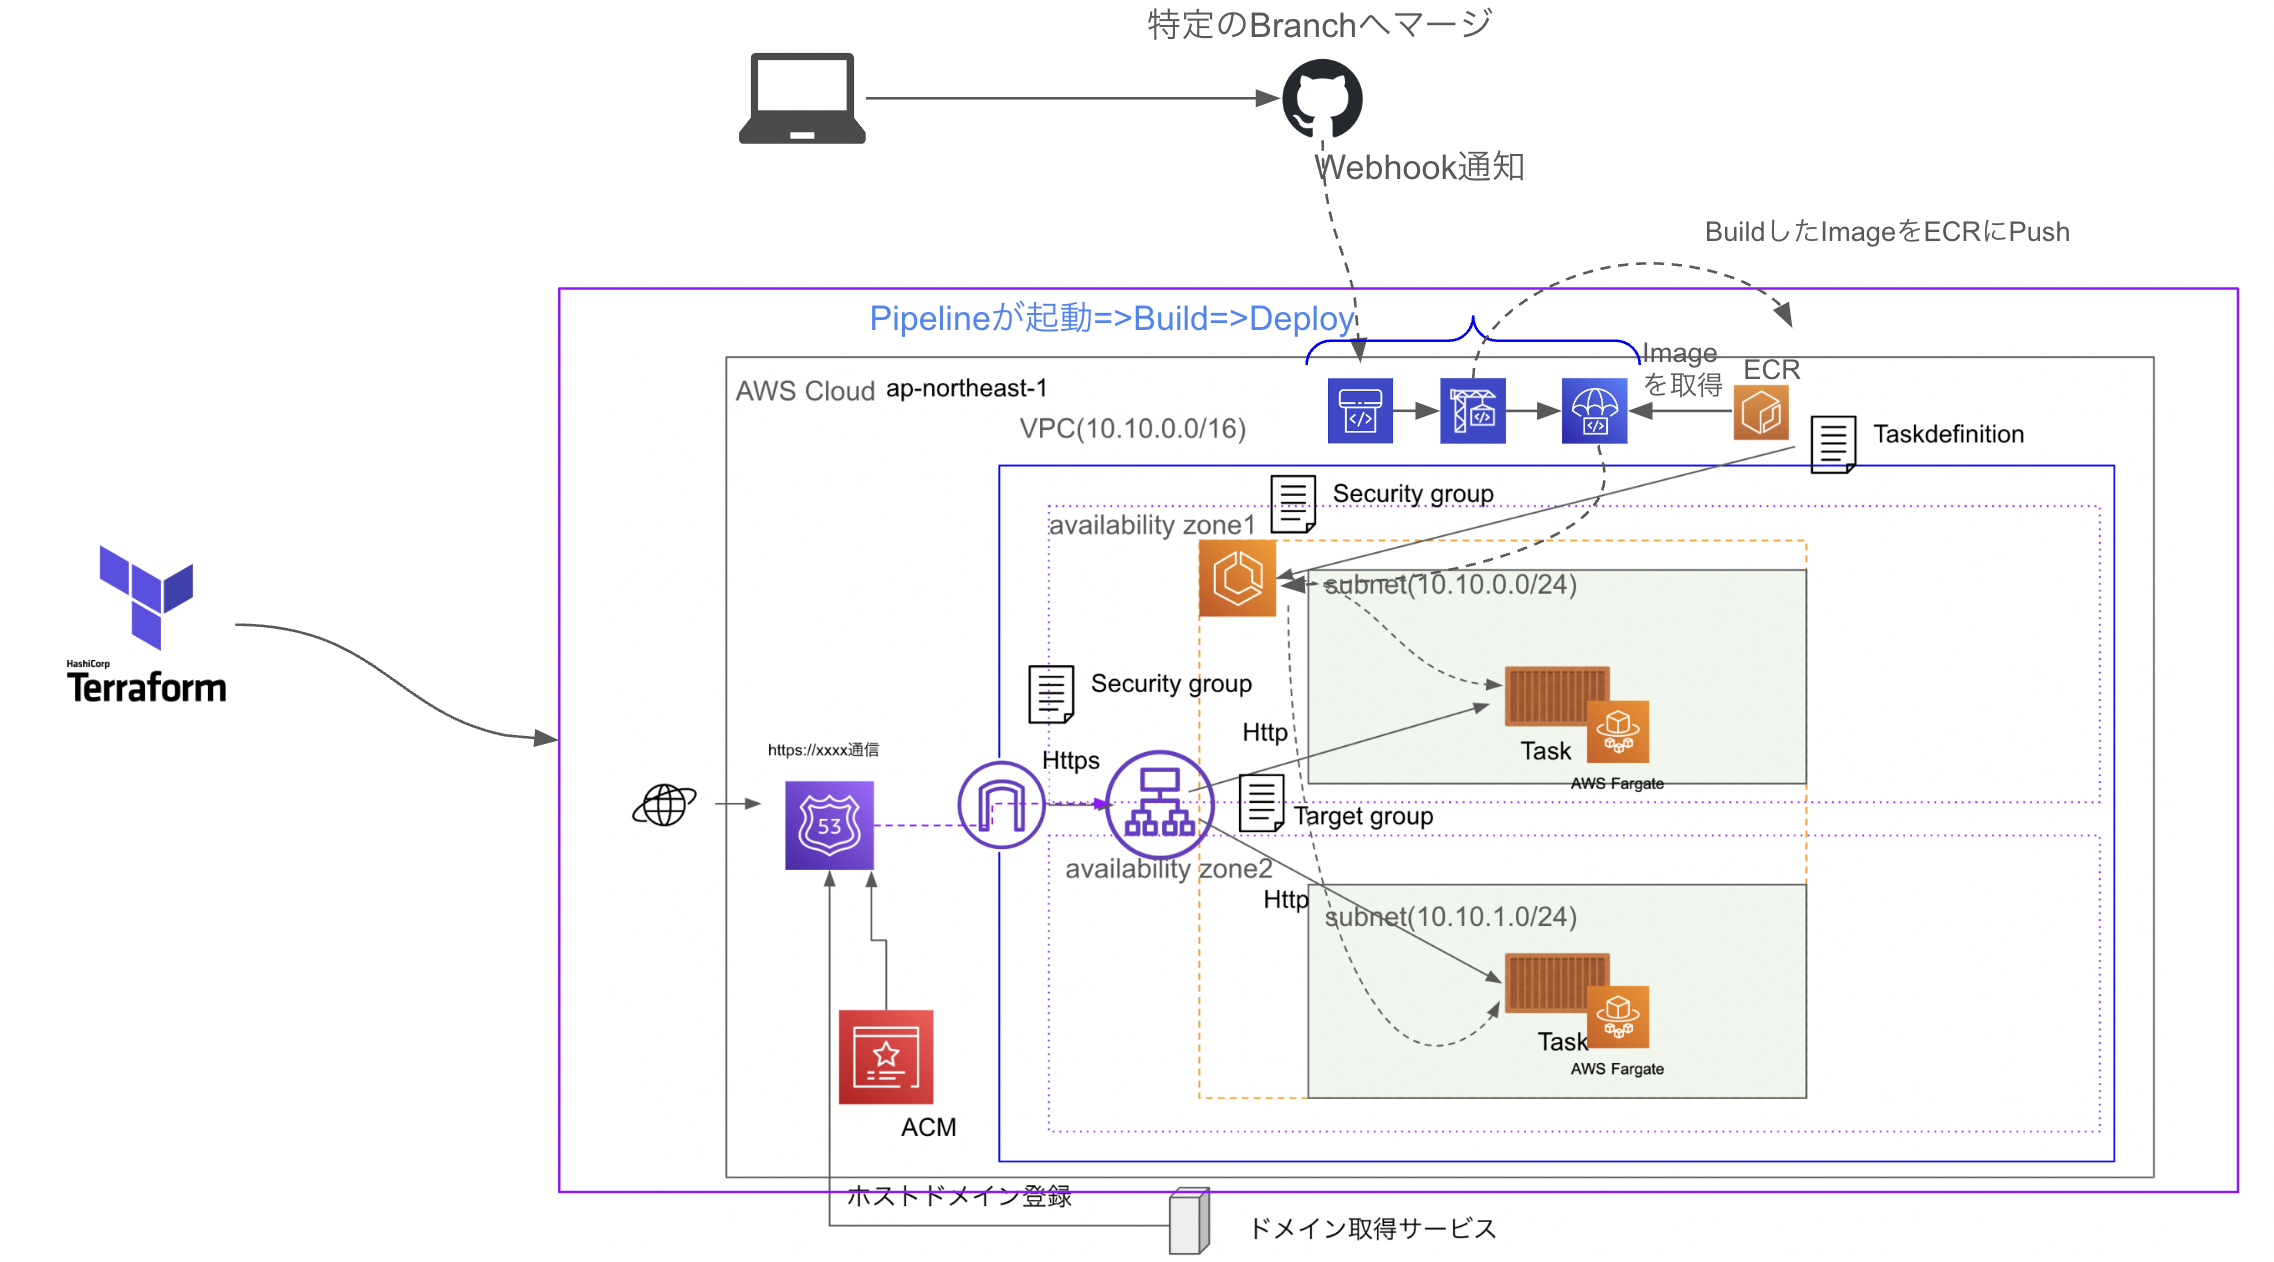 特定のBranchへマージ
Webhook通知
BuildしたImageをECRにPush
Pipelineが起動=>Build=>Deploy
Image
を取得
ECR
AWS Cloud
ap-northeast-1
VPC(10.10.0.0/16)
Taskdefinition
Security group
availability zone1
subnet(10.10.0.0/24)
HashiCorp
Terraform
Security group
Http
https://xxxx通信
Https
Task
AWS Fargate
53
Target group
availability zone2
Http
subnet(10.10.1.0/24)
Task
AWS Fargate
ACM
ホストドメイン登録
ドメイン取得サービス